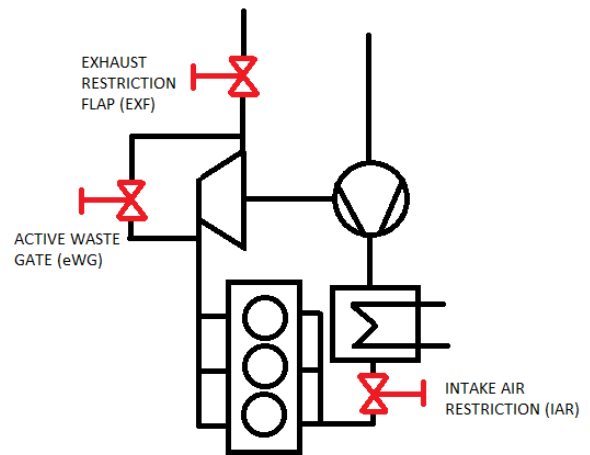 EXHAUST
RESTRICTION
FLAP (EXF)
ACTIVE WASTE
GATE (eWG)
INTAKE AIR
RESTRICTION (IAR)